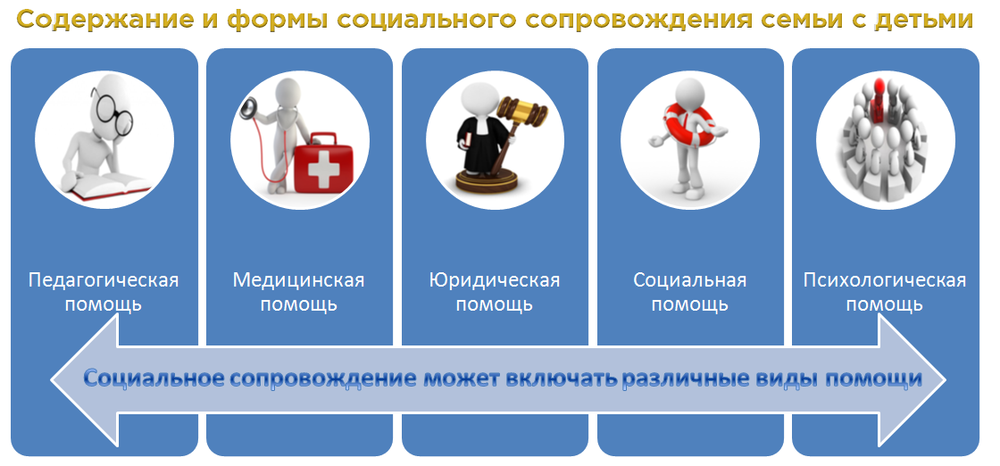 Содержание и формы социального сопровождения семьи с детьми
Педагогическая
помощь
Медицинская
помощь
Юридическая
помощь
Социальная
помощь
Психологическая
помощь
Социальное сопровождение может включать различные виды помощи